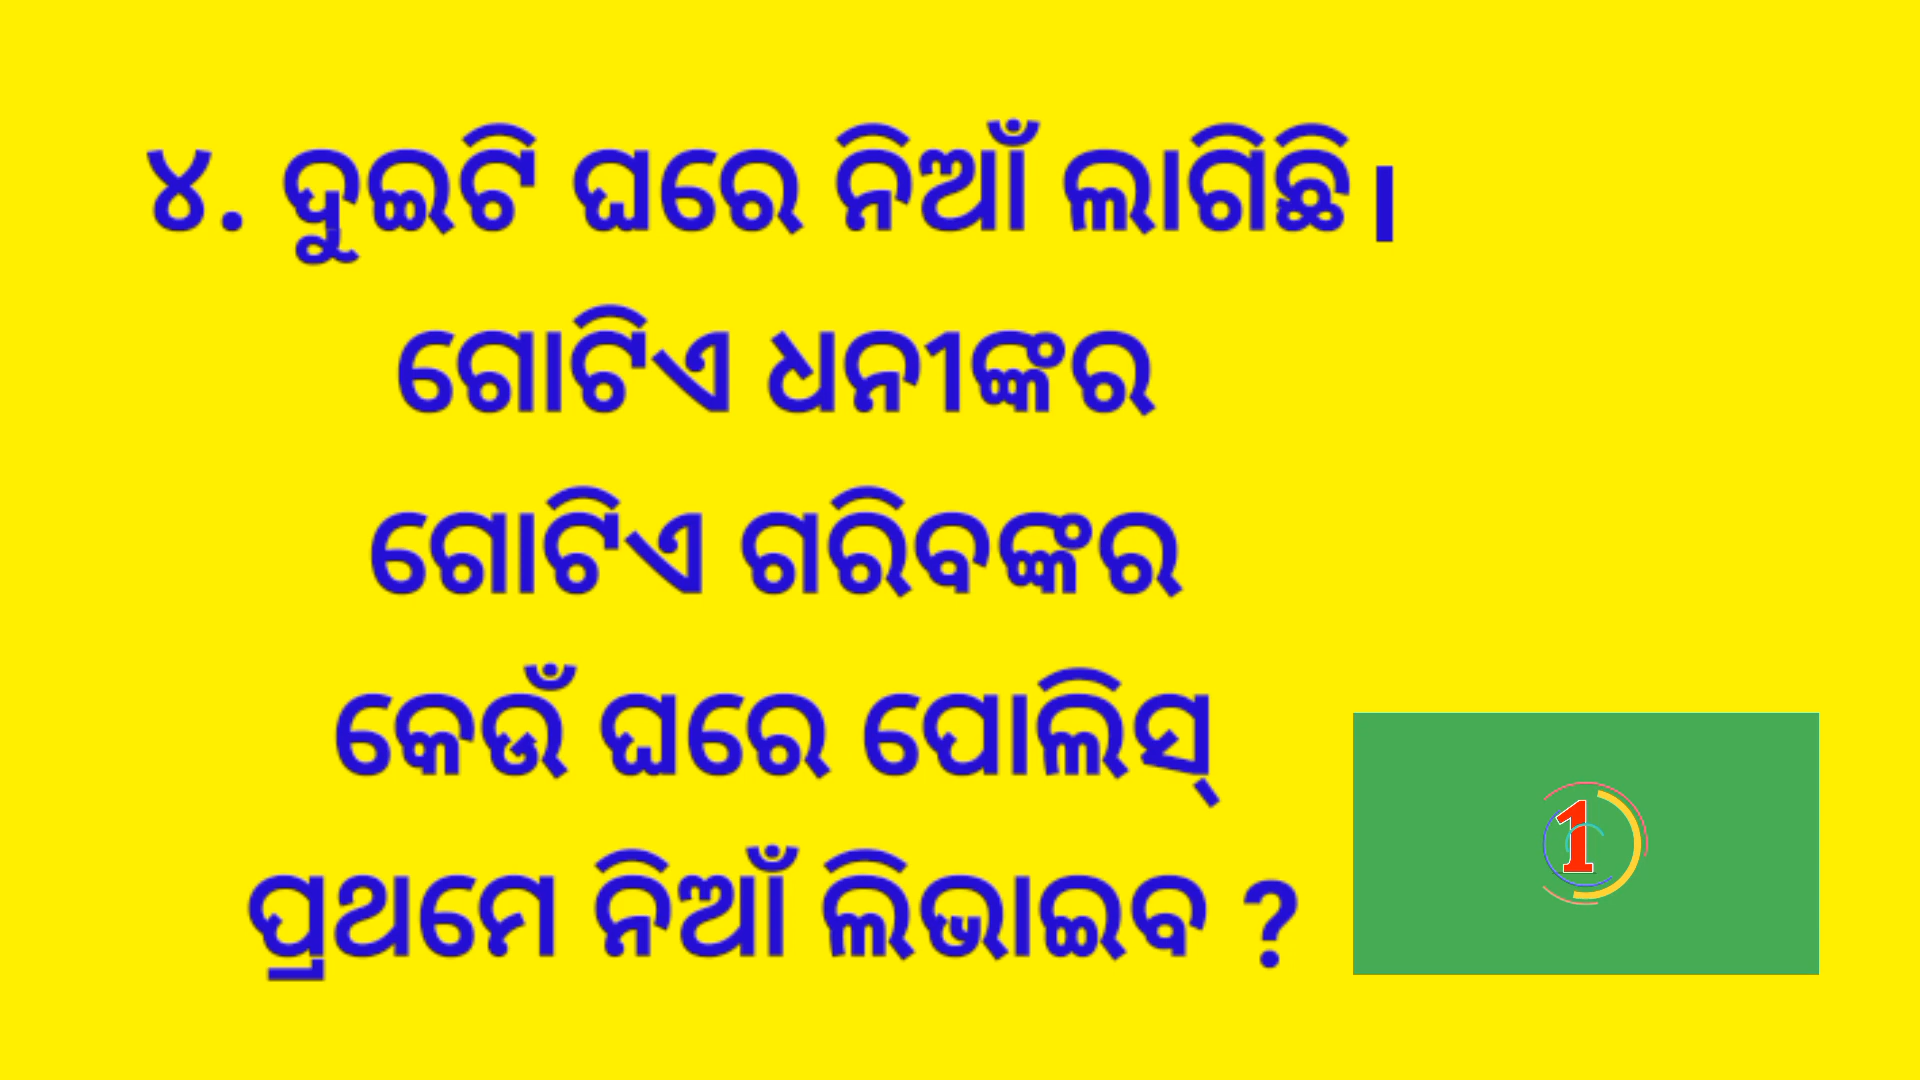 ୪. ଦୁଇଟି ଘରେ ନିଆଁ ଲାଗିଛି।
ଗୋଟିଏ ଧନୀଙ୍କର
ଗୋଟିଏ ଗରିବଙ୍କର
କେଉଁ ଘରେ ପୋଲିସ୍
ପ୍ରଥମେ ନିଆଁ ଲିଭାଇବ ?
1